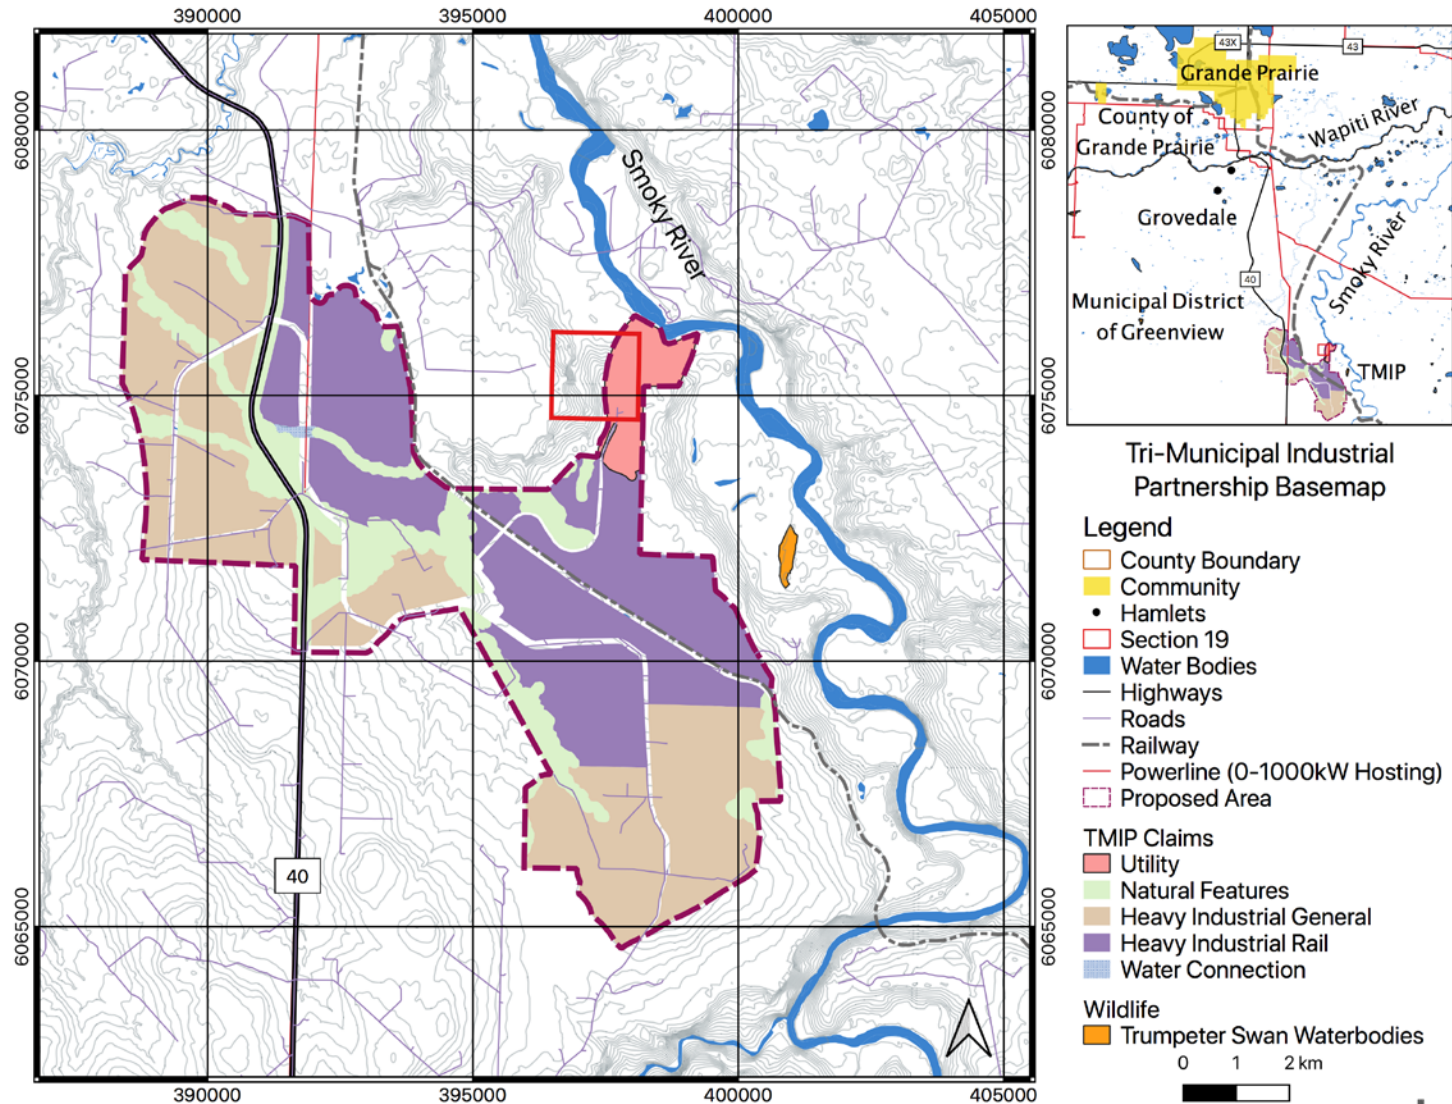 390000
395000
400000
405000
6080000
6075000
6070000
6065000
Smoky River
40
390000
395000
400000
405000
6080000
6075000
6070000
6065000
43X
43
Grande Prairie
County of
Grande Prairie
Wapiti River
Grovedale
Smoky River
40
Municipal District
of Greenview
TMIP
Tri-Municipal Industrial
Partnership Basemap
Legend
County Boundary
Community
Hamlets
Section 19
Water Bodies
Highways
Roads
Railway
Powerline (0-1000kW Hosting)
Proposed Area
TMIP Claims
Utility
Natural Features
Heavy Industrial General
Heavy Industrial Rail
Water Connection
Wildlife
Trumpeter Swan Waterbodies
0 1 2 km